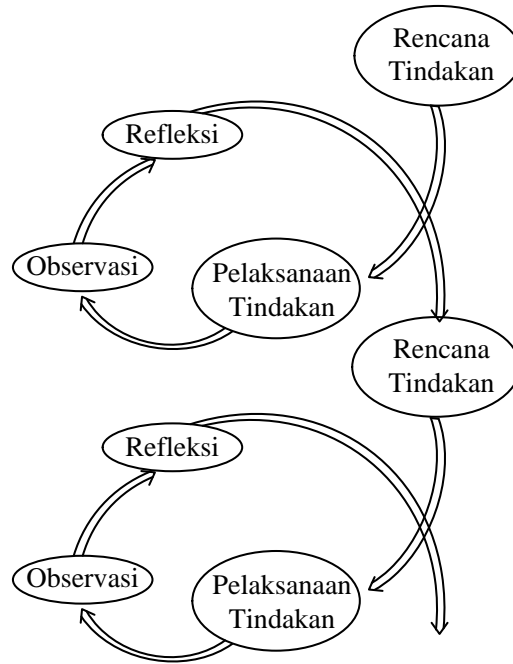 Rencana
Tindakan
Refleksi
Observasi
Pelaksanaan
Tindakan
Rencana
Tindakan
Refleksi
Observasi
Pelaksanaan
Tindakan